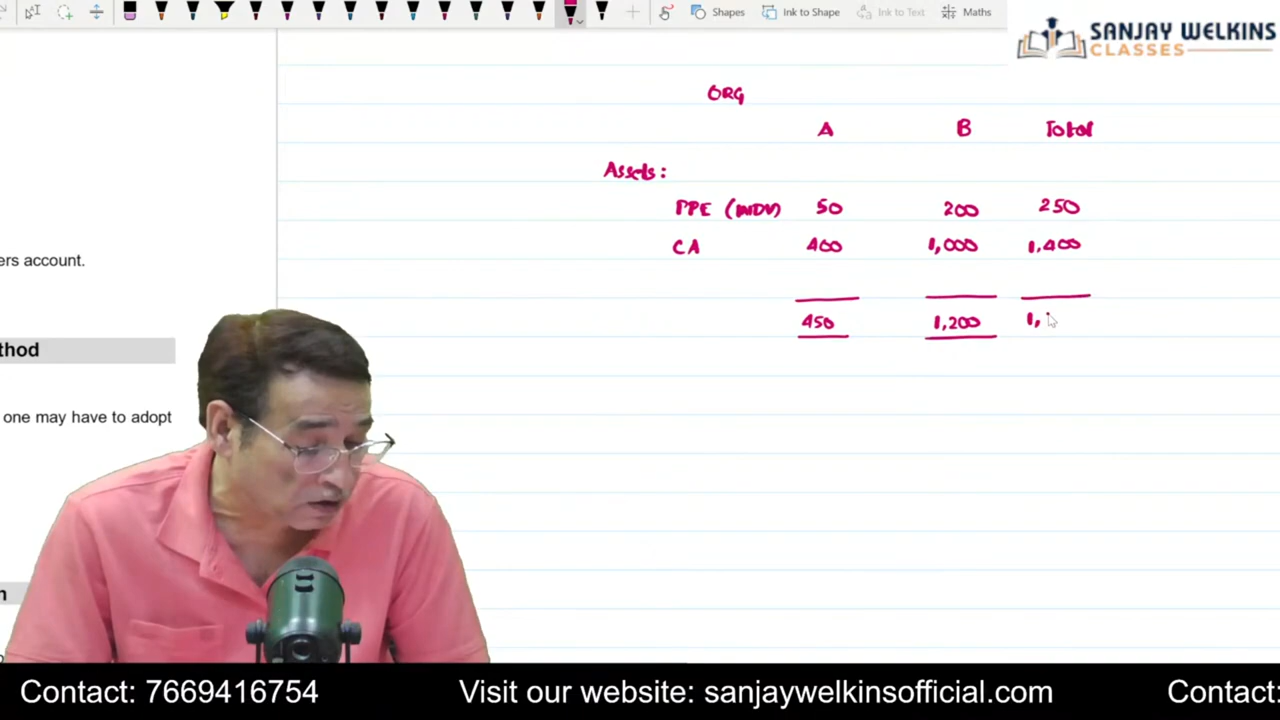 Shapes Ink to Shape Ink to Text Maths
SANJAY WELKINS
CLASSES
ORG
A B Total
Assets:
PPE (WDV) 50 200 250
CA 400 1,000 1,400
450 1,200 1,
ers account.
thod
one may have to adopt
n
Contact: 7669416754 Visit our website: sanjaywelkinsofficial.com Contact: